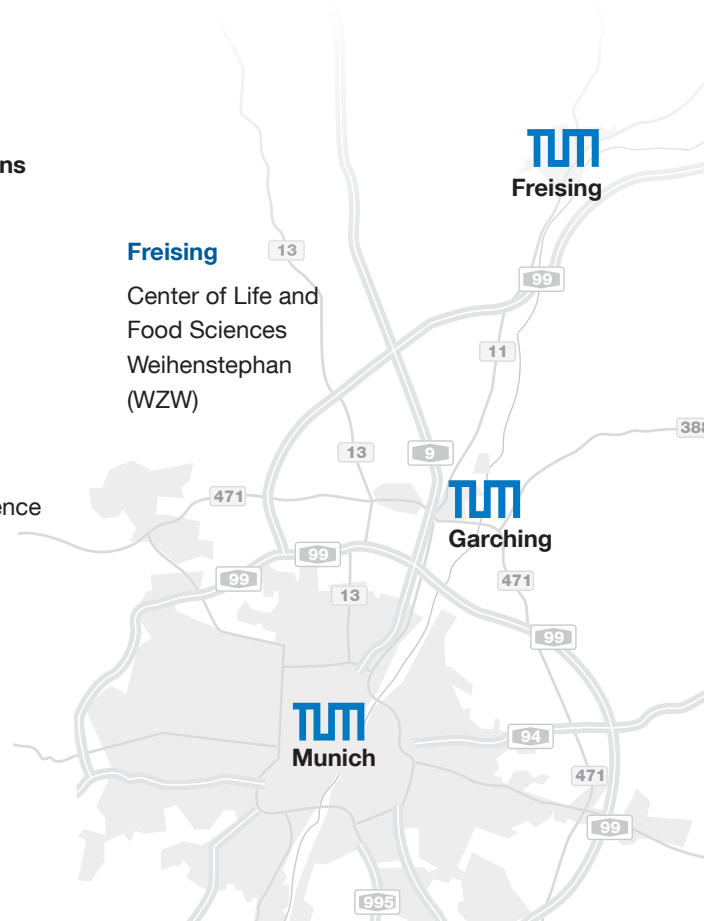 ns
TUM
Freising
Freising
13
99
Center of Life and
Food Sciences
Weihenstephan
(WZW)
11
388
13
9
471
ence
TUM
Garching
99
99
471
13
99
TUM
Munich
94
471
99
995